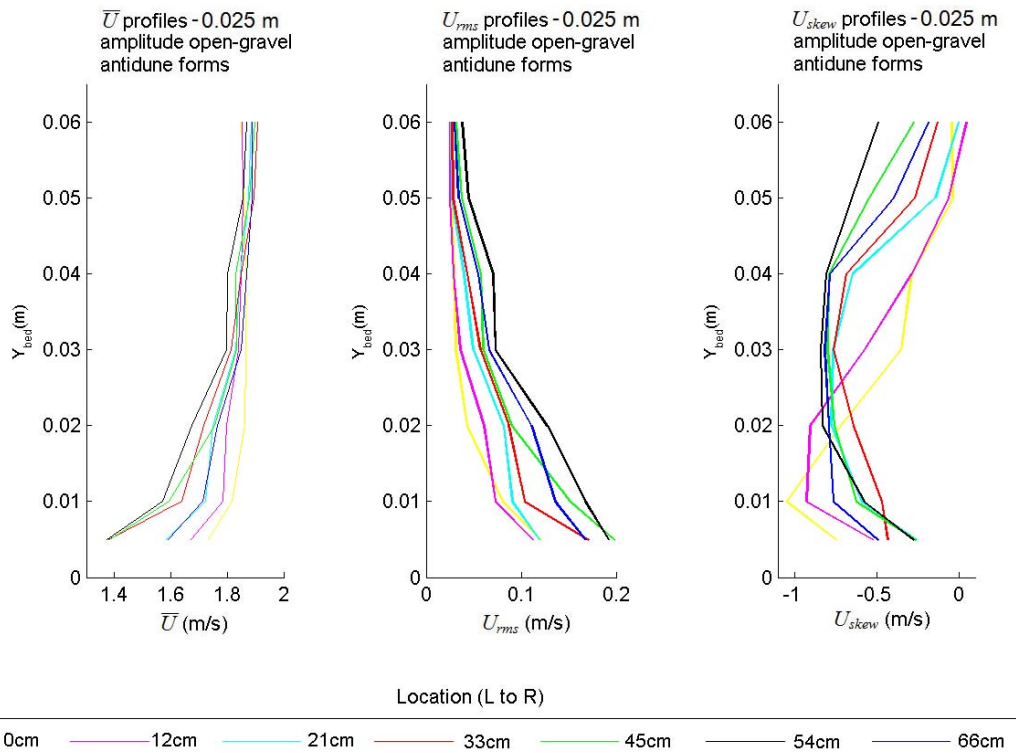 U̅ profiles - 0.025 m
amplitude open-gravel
antidune forms
U_rms profiles - 0.025 m
amplitude open-gravel
antidune forms
U_skew profiles - 0.025 m
amplitude open-gravel
antidune forms
0.06
0.05
0.04
0.03
0.02
0.01
0
Y_bed(m)
1.4 1.6 1.8 2
U̅ (m/s)
0.06
0.05
0.04
0.03
0.02
0.01
0
Y_bed(m)
0 0.1 0.2
U_rms (m/s)
0.06
0.05
0.04
0.03
0.02
0.01
0
Y_bed(m)
-1 -0.5 0
U_skew (m/s)
Location (L to R)
0cm 12cm 21cm 33cm 45cm 54cm 66cm